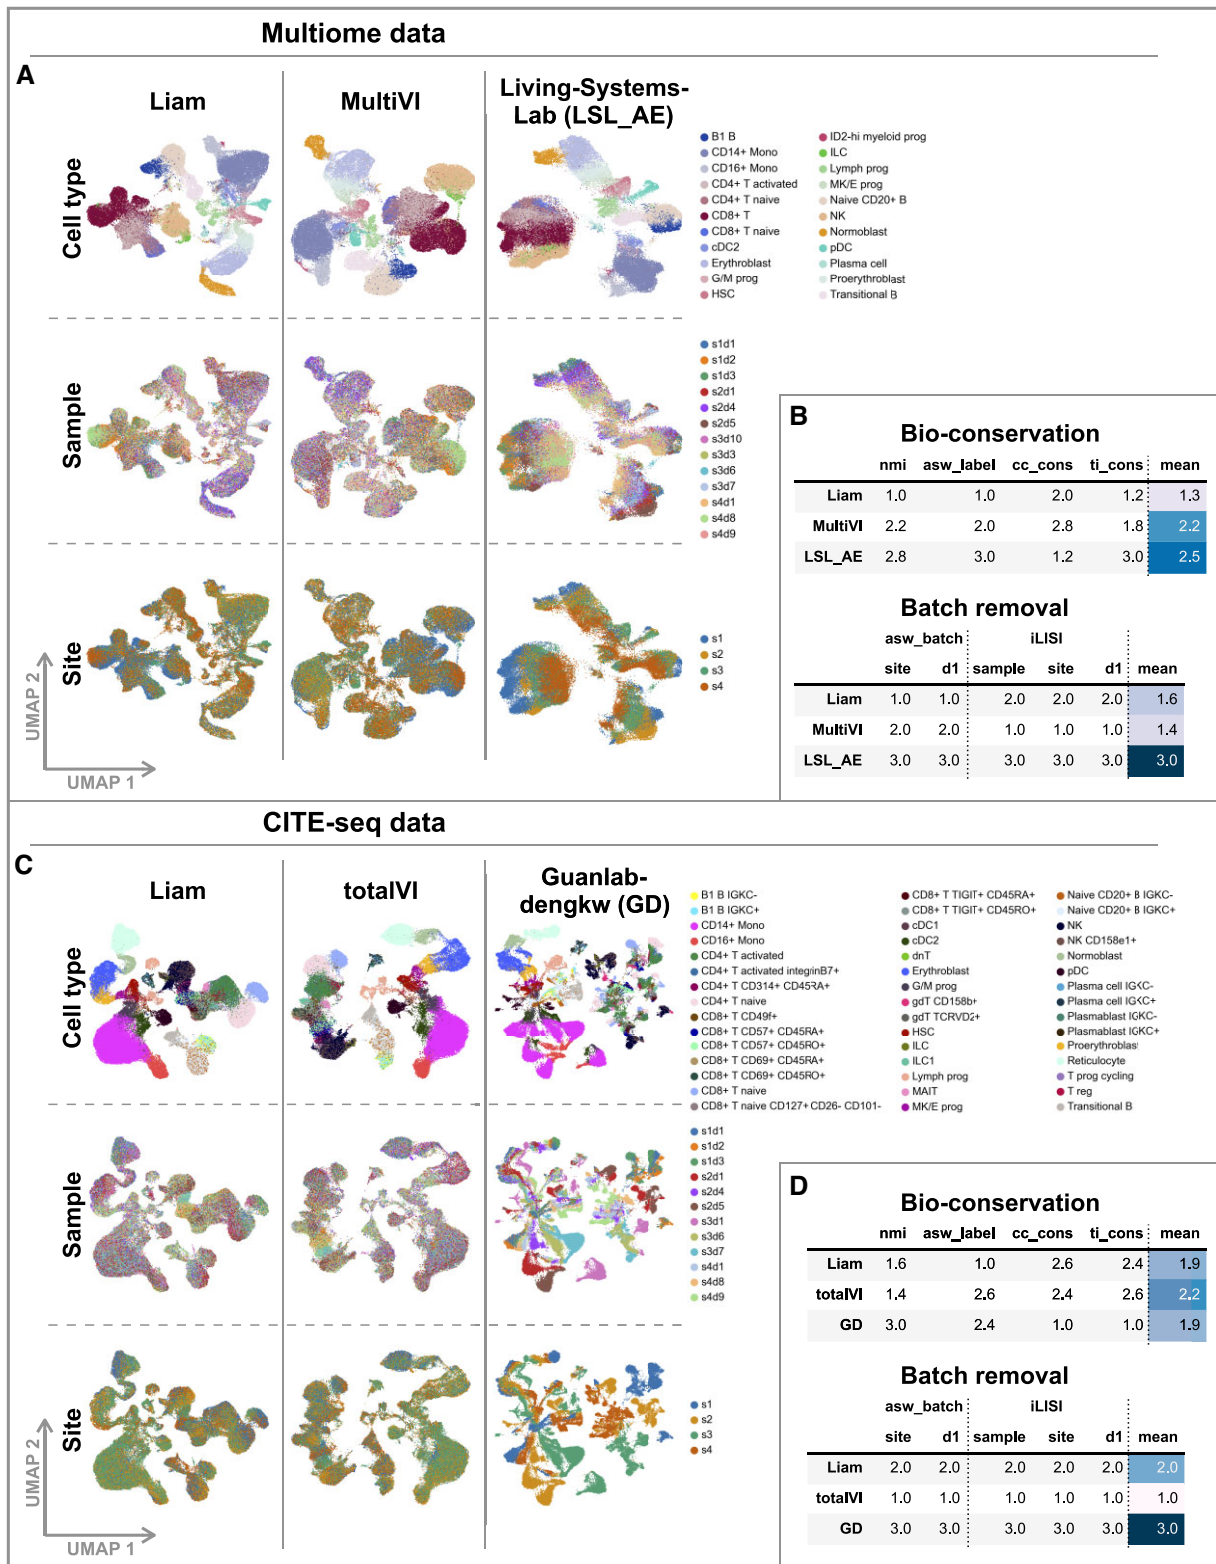 Multiome data
A
Liam
MultiVI
Living-Systems-
Lab (LSL_AE)
Cell type
B1 B
CD14+ Mono
CD16+ Mono
CD4+ T activated
CD4+ T naive
CD8+ T
CD8+ T naive
cDC2
Erythroblast
G/M prog
HSC
ID2-hi myeloid prog
ILC
Lymph prog
MK/E prog
Naive CD20+ B
NK
Normoblast
pDC
Plasma cell
Proerythroblast
Transitional B
Sample
s1d1
s1d2
s1d3
s2d1
s2d4
s2d5
s3d10
s3d3
s3d6
s3d7
s4d1
s4d8
s4d9
Site
s1
s2
s3
s4
UMAP 2
UMAP 1
B
Bio-conservation
nmi asw_label cc_cons ti_cons mean
Liam 1.0 1.0 2.0 1.2 1.3
MultiVI 2.2 2.0 2.8 1.8 2.2
LSL_AE 2.8 3.0 1.2 3.0 2.5
Batch removal
asw_batch iLISI
site d1 sample site d1 mean
Liam 1.0 1.0 2.0 2.0 2.0 1.6
MultiVI 2.0 2.0 1.0 1.0 1.0 1.4
LSL_AE 3.0 3.0 3.0 3.0 3.0 3.0
CITE-seq data
C
Liam
totalVI
Guanlab-
dengkw (GD)
Cell type
B1 B IGKC-
B1 B IGKC+
CD14+ Mono
CD16+ Mono
CD4+ T activated
CD4+ T activated integrinB7+
CD4+ T CD314+ CD45RA+
CD4+ T naive
CD8+ T CD49f+
CD8+ T CD57+ CD45RA+
CD8+ T CD57+ CD45RO+
CD8+ T CD69+ CD45RA+
CD8+ T CD69+ CD45RO+
CD8+ T naive
CD8+ T naive CD127+ CD26- CD101-
CD8+ T TIGIT+ CD45RA+
CD8+ T TIGIT+ CD45RO+
cDC1
cDC2
dnT
Erythroblast
G/M prog
gdT CD158b+
gdT TCRVD2+
HSC
ILC
ILC1
Lymph prog
MAIT
MK/E prog
Naive CD20+ B IGKC-
Naive CD20+ B IGKC+
NK
NK CD158e1+
Normoblast
pDC
Plasma cell IGKC-
Plasma cell IGKC+
Plasmablast IGKC-
Plasmablast IGKC+
Proerythroblast
Reticulocyte
T prog cycling
T reg
Transitional B
Sample
s1d1
s1d2
s1d3
s2d1
s2d4
s2d5
s3d1
s3d6
s3d7
s4d1
s4d8
s4d9
Site
s1
s2
s3
s4
UMAP 2
UMAP 1
D
Bio-conservation
nmi asw_label cc_cons ti_cons mean
Liam 1.6 1.0 2.6 2.4 1.9
totalVI 1.4 2.6 2.4 2.6 2.2
GD 3.0 2.4 1.0 1.0 1.9
Batch removal
asw_batch iLISI
site d1 sample site d1 mean
Liam 2.0 2.0 2.0 2.0 2.0 2.0
totalVI 1.0 1.0 1.0 1.0 1.0 1.0
GD 3.0 3.0 3.0 3.0 3.0 3.0